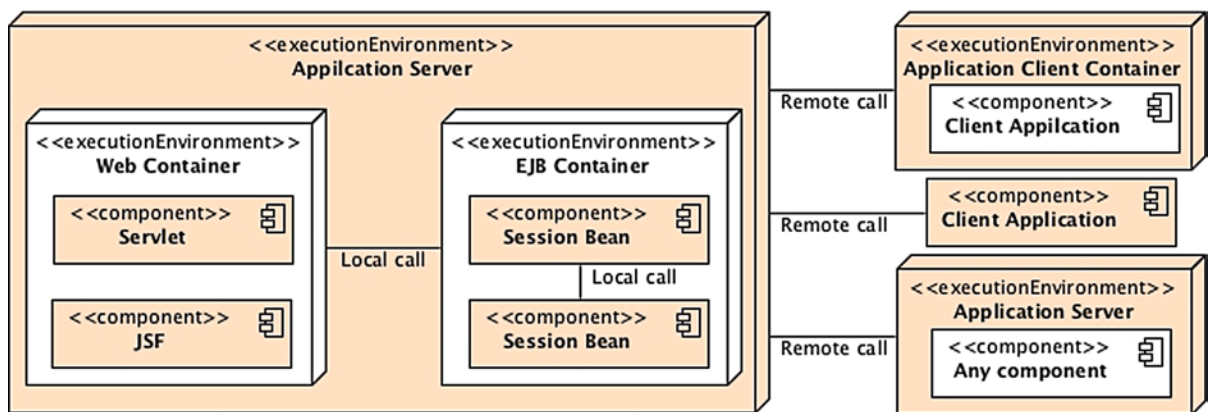 <<executionEnvironment>>
Appilcation Server
<<executionEnvironment>>
Web Container
<<component>>
Servlet
<<component>>
JSF
Local call
<<executionEnvironment>>
EJB Container
<<component>>
Session Bean
Local call
<<component>>
Session Bean
Remote call
<<executionEnvironment>>
Application Client Container
<<component>>
Client Appilcation
Remote call
<<component>>
Client Application
Remote call
<<executionEnvironment>>
Application Server
<<component>>
Any component